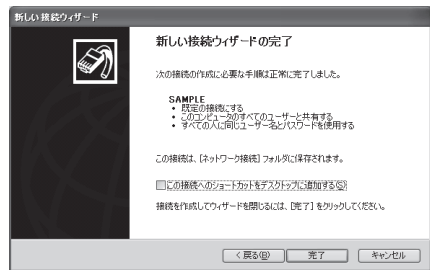 新しい接続ウィザード
新しい接続ウィザードの完了
次の接続の作成に必要な手順は正常に完了しました。
SAMPLE
• 既定の接続にする
• このコンピュータのすべてのユーザーと共有する
• すべての人に同じユーザー名とパスワードを使用する
この接続は、[ネットワーク接続] フォルダに保存されます。
この接続へのショートカットをデスクトップに追加する(S)
接続を作成してウィザードを閉じるには、[完了] をクリックしてください。
< 戻る(B)
完了
キャンセル